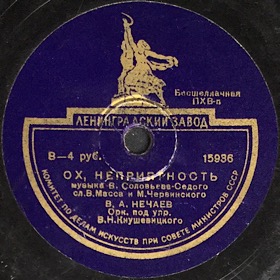 Бесшеллачная
ПХВ-п
ЛЕНИНГРАДСКИЙ ЗАВОД
В—4 руб. 15936
ОХ, НЕПРИЯТНОСТЬ
музыка В. Соловьева-Седого
сл. В. Масса и М. Червинского
В. А. НЕЧАЕВ
Орк. под упр.
В. Н. Кнушевицкого
КОМИТЕТ ПО ДЕЛАМ ИСКУССТВ ПРИ СОВЕТЕ МИНИСТРОВ СССР